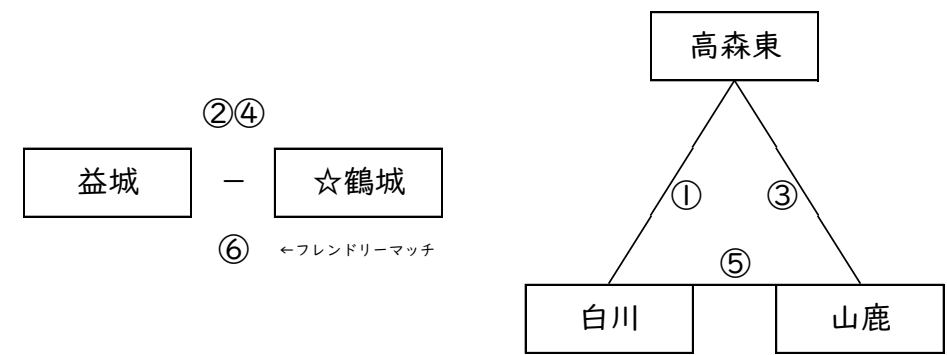 高森東
②④
益城
－
☆鶴城
①
③
⑥
←フレンドリーマッチ
⑤
白川
山鹿